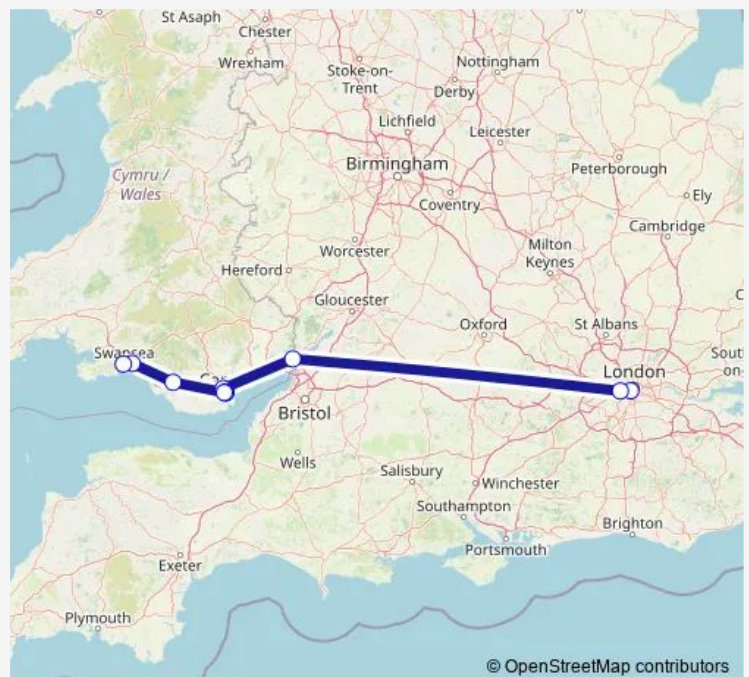 St Asaph
Chester
Wrexham
Stoke-on-
Trent
Nottingham
Derby
Lichfield
Leicester
Birmingham
Peterborough
Cymru /
Wales
Coventry
Ely
Cambridge
Worcester
Milton
Keynes
Hereford
Gloucester
Oxford
St Albans
Swansea
London
Bristol
Wells
Salisbury
Winchester
Southampton
Brighton
Portsmouth
Exeter
Plymouth
© OpenStreetMap contributors